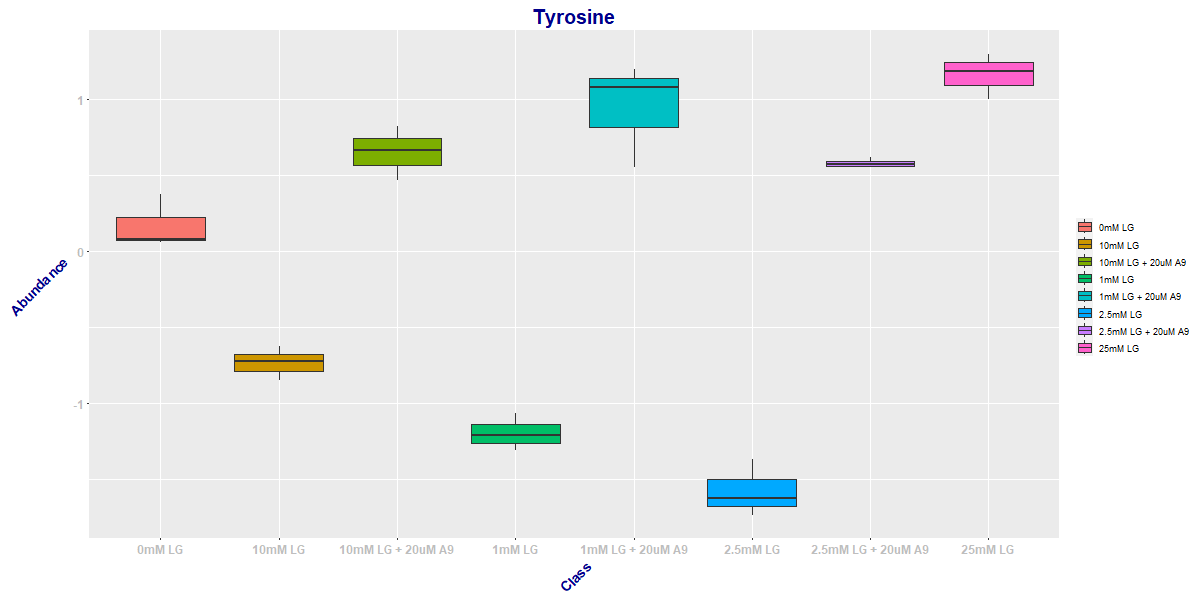 Tyrosine
1
0
-1
Abundance
0mM LG
10mM LG
10mM LG + 20uM A9
1mM LG
1mM LG + 20uM A9
2.5mM LG
2.5mM LG + 20uM A9
25mM LG
Class
0mM LG
10mM LG
10mM LG + 20uM A9
1mM LG
1mM LG + 20uM A9
2.5mM LG
2.5mM LG + 20uM A9
25mM LG